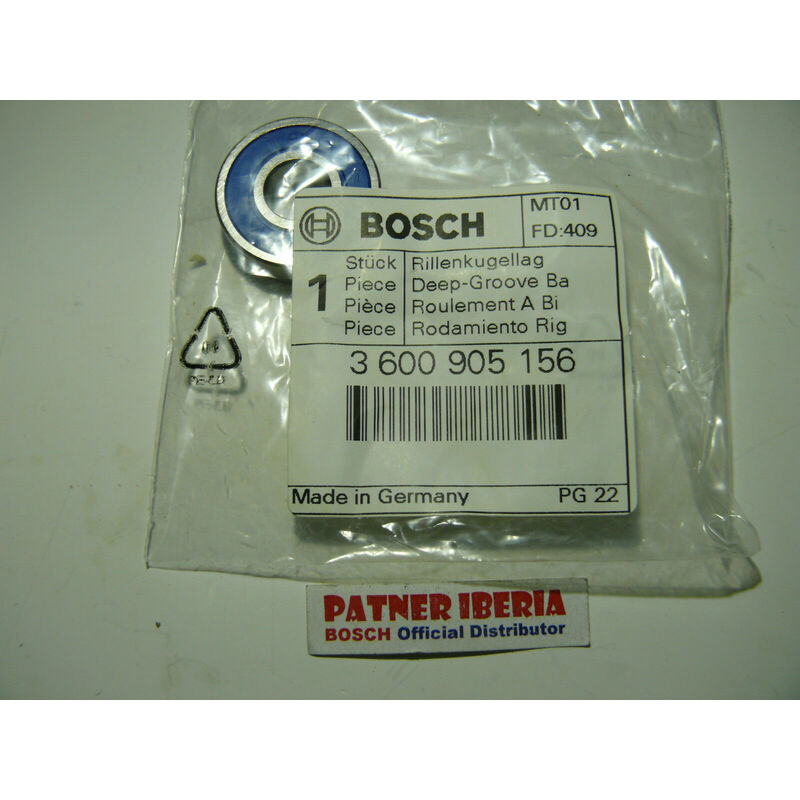 BOSCH
MT01
FD:409
1
Stück Rillenkugellag
Piece Deep-Groove Ba
Pièce Roulement A Bi
Piece Rodamiento Rig
3 600 905 156
Made in Germany PG 22
PATNER IBERIA
BOSCH Official Distributor